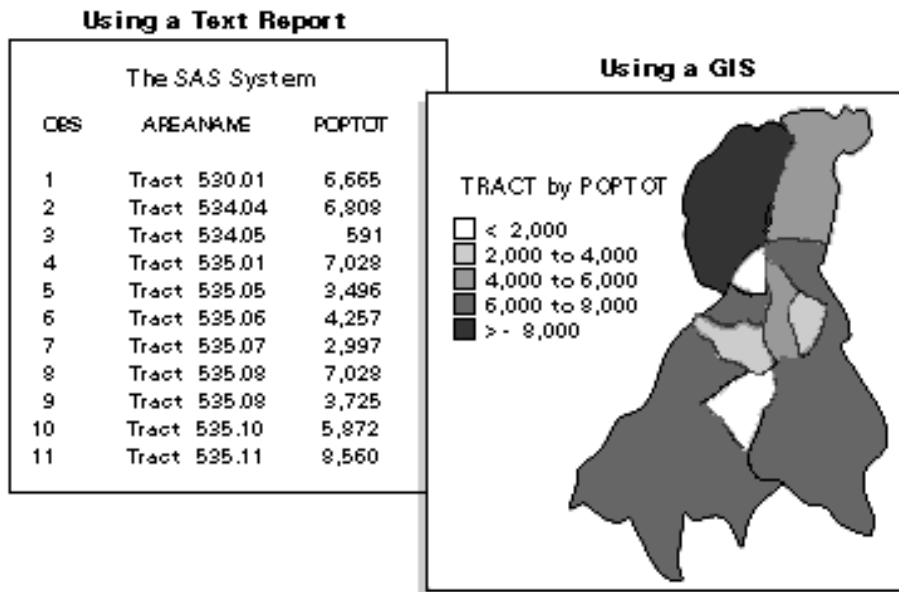 Using a Text Report
The SAS System
OBS AREANAME POPTOT
1 Tract 530.01 6,665
2 Tract 534.04 6,808
3 Tract 534.05 591
4 Tract 535.01 7,028
5 Tract 535.05 3,496
6 Tract 535.06 4,257
7 Tract 535.07 2,997
8 Tract 535.08 7,028
9 Tract 535.08 3,725
10 Tract 535.10 5,872
11 Tract 535.11 8,560
Using a GIS
TRACT by POPTOT
< 2,000
2,000 to 4,000
4,000 to 6,000
6,000 to 8,000
>- 8,000